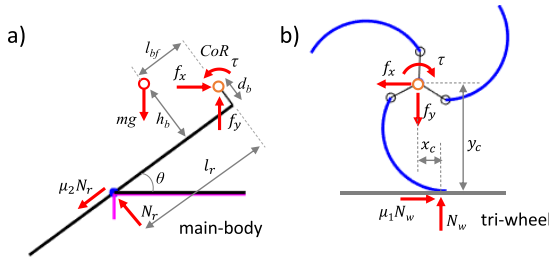 a)
l_bf
CoR
τ
f_x
d_b
mg
h_b
f_y
l_r
θ
μ_2N_r
N_r
main-body
b)
τ
f_x
f_y
x_c
y_c
μ_1N_w
N_w
tri-wheel